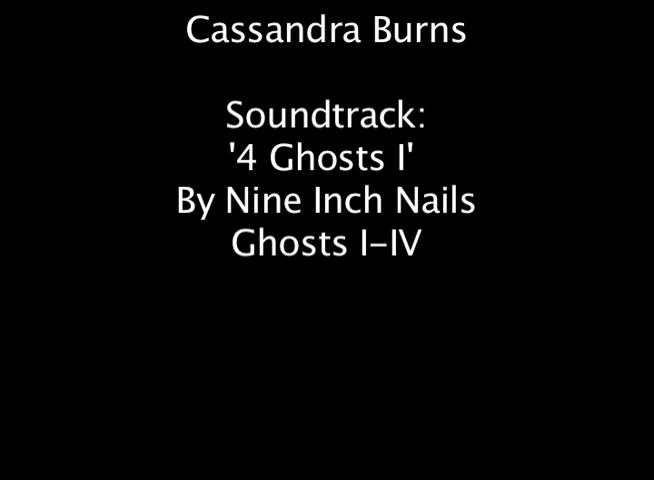 Cassandra Burns
Soundtrack:
'4 Ghosts I'
By Nine Inch Nails
Ghosts I-IV